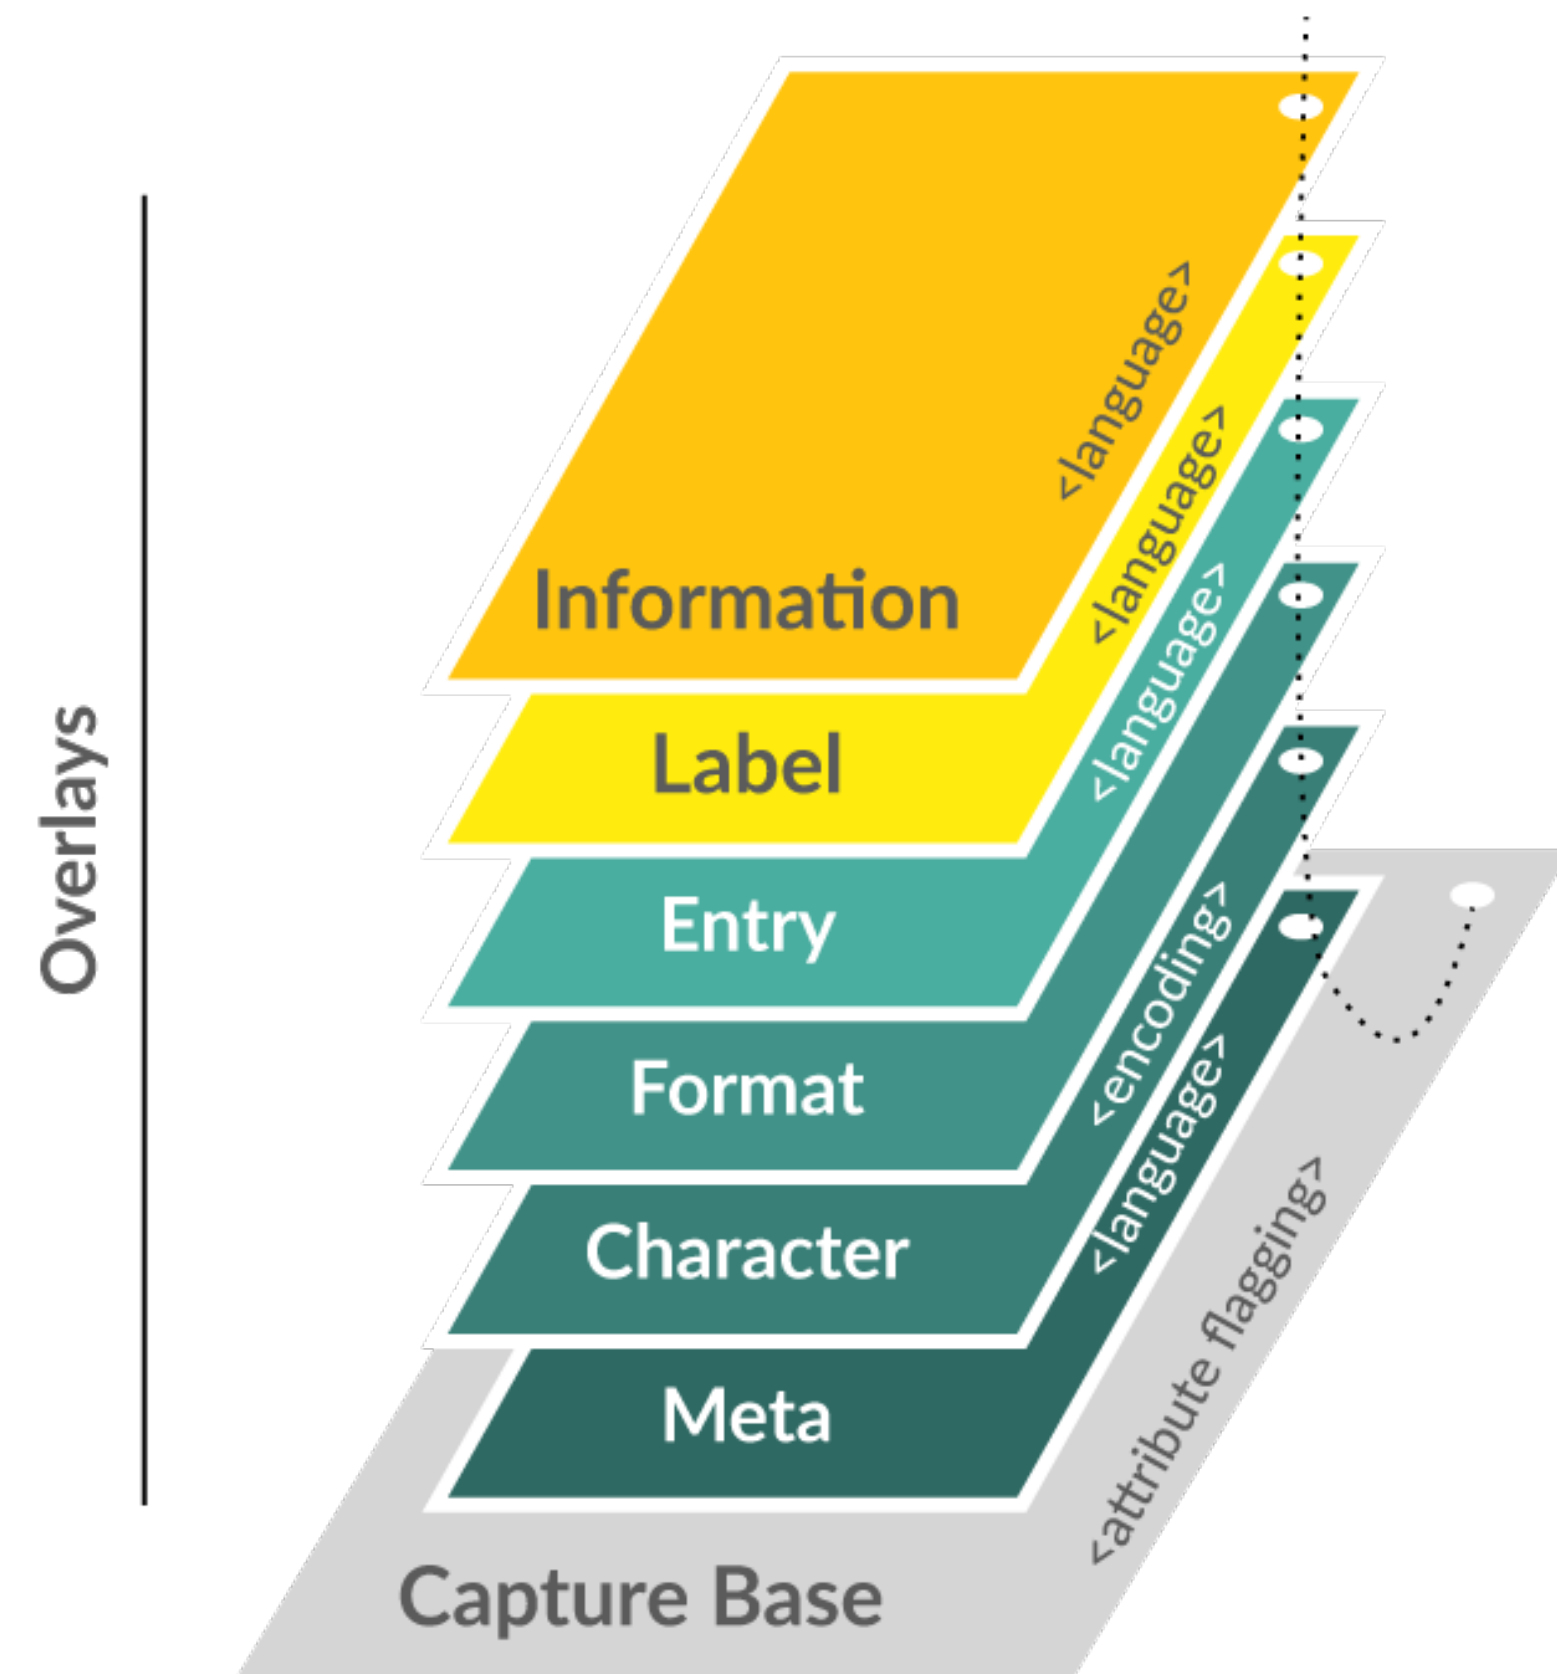 Overlays
Information
<language>
Label
<language>
Entry
<language>
Format
Character
<encoding>
Meta
<language>
Capture Base
<attribute flagging>